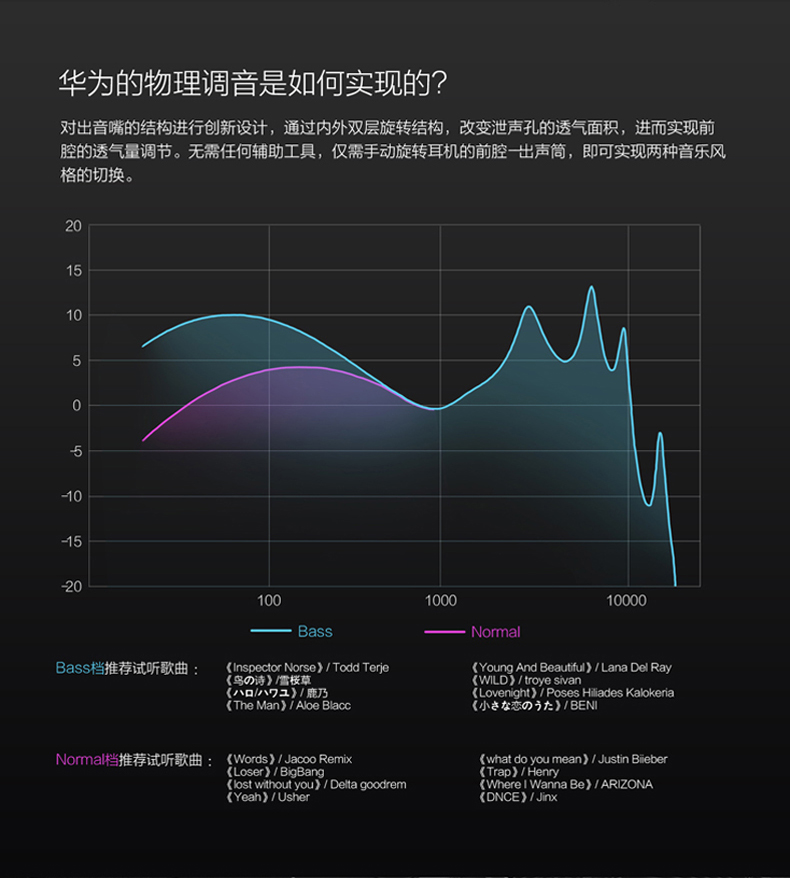 华为的物理调音是如何实现的?
对出音嘴的结构进行创新设计，通过内外双层旋转结构，改变泄声孔的透气面积，进而实现前
腔的透气量调节。无需任何辅助工具，仅需手动旋转耳机的前腔—出声筒，即可实现两种音乐风
格的切换。
20
15
10
5
0
-5
-10
-15
-20
100 1000 10000
Bass Normal
Bass档推荐试听歌曲：
《Inspector Norse》/ Todd Terje
《鸟の诗》/雪桜草
《ハロ/ハワユ》/ 鹿乃
《The Man》/ Aloe Blacc
《Young And Beautiful》/ Lana Del Ray
《WILD》/ troye sivan
《Lovenight》/ Poses Hiliades Kalokeria
《小さな恋のうた》/ BENI
Normal档推荐试听歌曲：
《Words》/ Jacoo Remix
《Loser》/ BigBang
《lost without you》/ Delta goodrem
《Yeah》/ Usher
《what do you mean》/ Justin Biieber
《Trap》/ Henry
《Where I Wanna Be》/ ARIZONA
《DNCE》/ Jinx